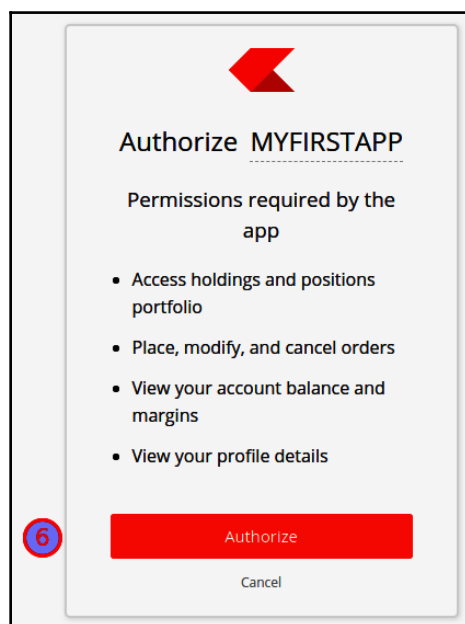 Authorize MYFIRSTAPP
Permissions required by the
app
• Access holdings and positions
portfolio
• Place, modify, and cancel orders
• View your account balance and
margins
• View your profile details
6 Authorize
Cancel